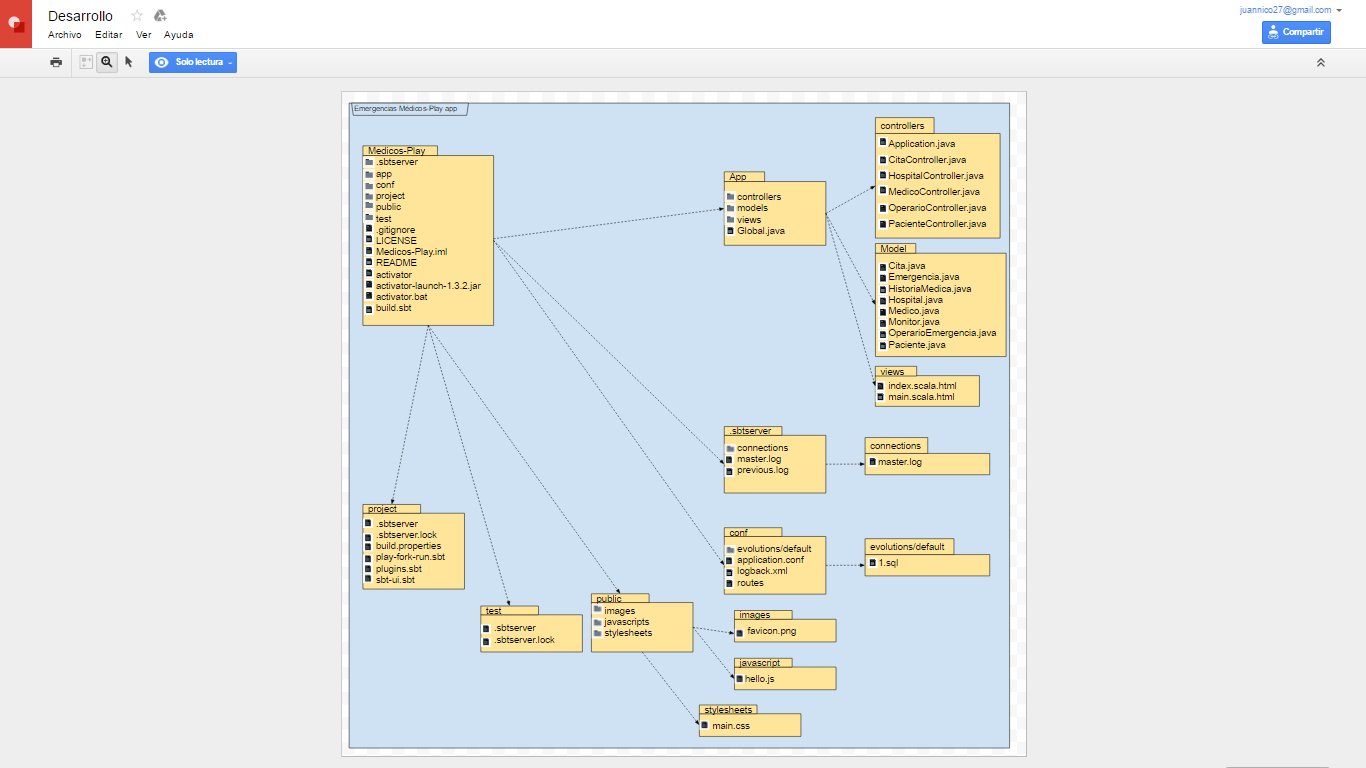 Desarrollo
juannico27@gmail.com
Archivo Editar Ver Ayuda
Compartir
Solo lectura
Emergencias Médicos-Play app
Medicos-Play
.sbtserver
app
conf
project
public
test
.gitignore
LICENSE
Medicos-Play.iml
README
activator
activator-launch-1.3.2.jar
activator.bat
build.sbt
App
controllers
models
views
Global.java
controllers
Application.java
CitaController.java
HospitalController.java
MedicoController.java
OperarioController.java
PacienteController.java
Model
Cita.java
Emergencia.java
HistoriaMedica.java
Hospital.java
Medico.java
Monitor.java
OperarioEmergencia.java
Paciente.java
views
index.scala.html
main.scala.html
.sbtserver
connections
master.log
previous.log
connections
master.log
project
.sbtserver
.sbtserver.lock
build.properties
play-fork-run.sbt
plugins.sbt
sbt-ui.sbt
conf
evolutions/default
application.conf
logback.xml
routes
evolutions/default
1.sql
test
.sbtserver
.sbtserver.lock
public
images
javascripts
stylesheets
images
favicon.png
javascript
hello.js
stylesheets
main.css